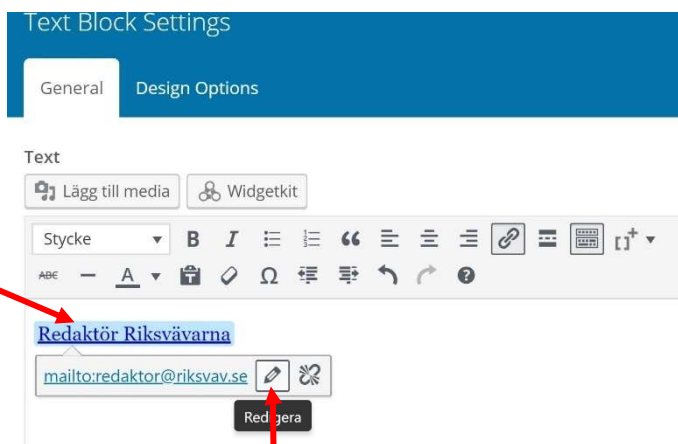 Text Block Settings
General Design Options
Text
Lägg till media Widgetkit
Stycke B I
ABE A Ω
Redaktör Riksvävarna
mailto:redaktor@riksvav.se
Redigera